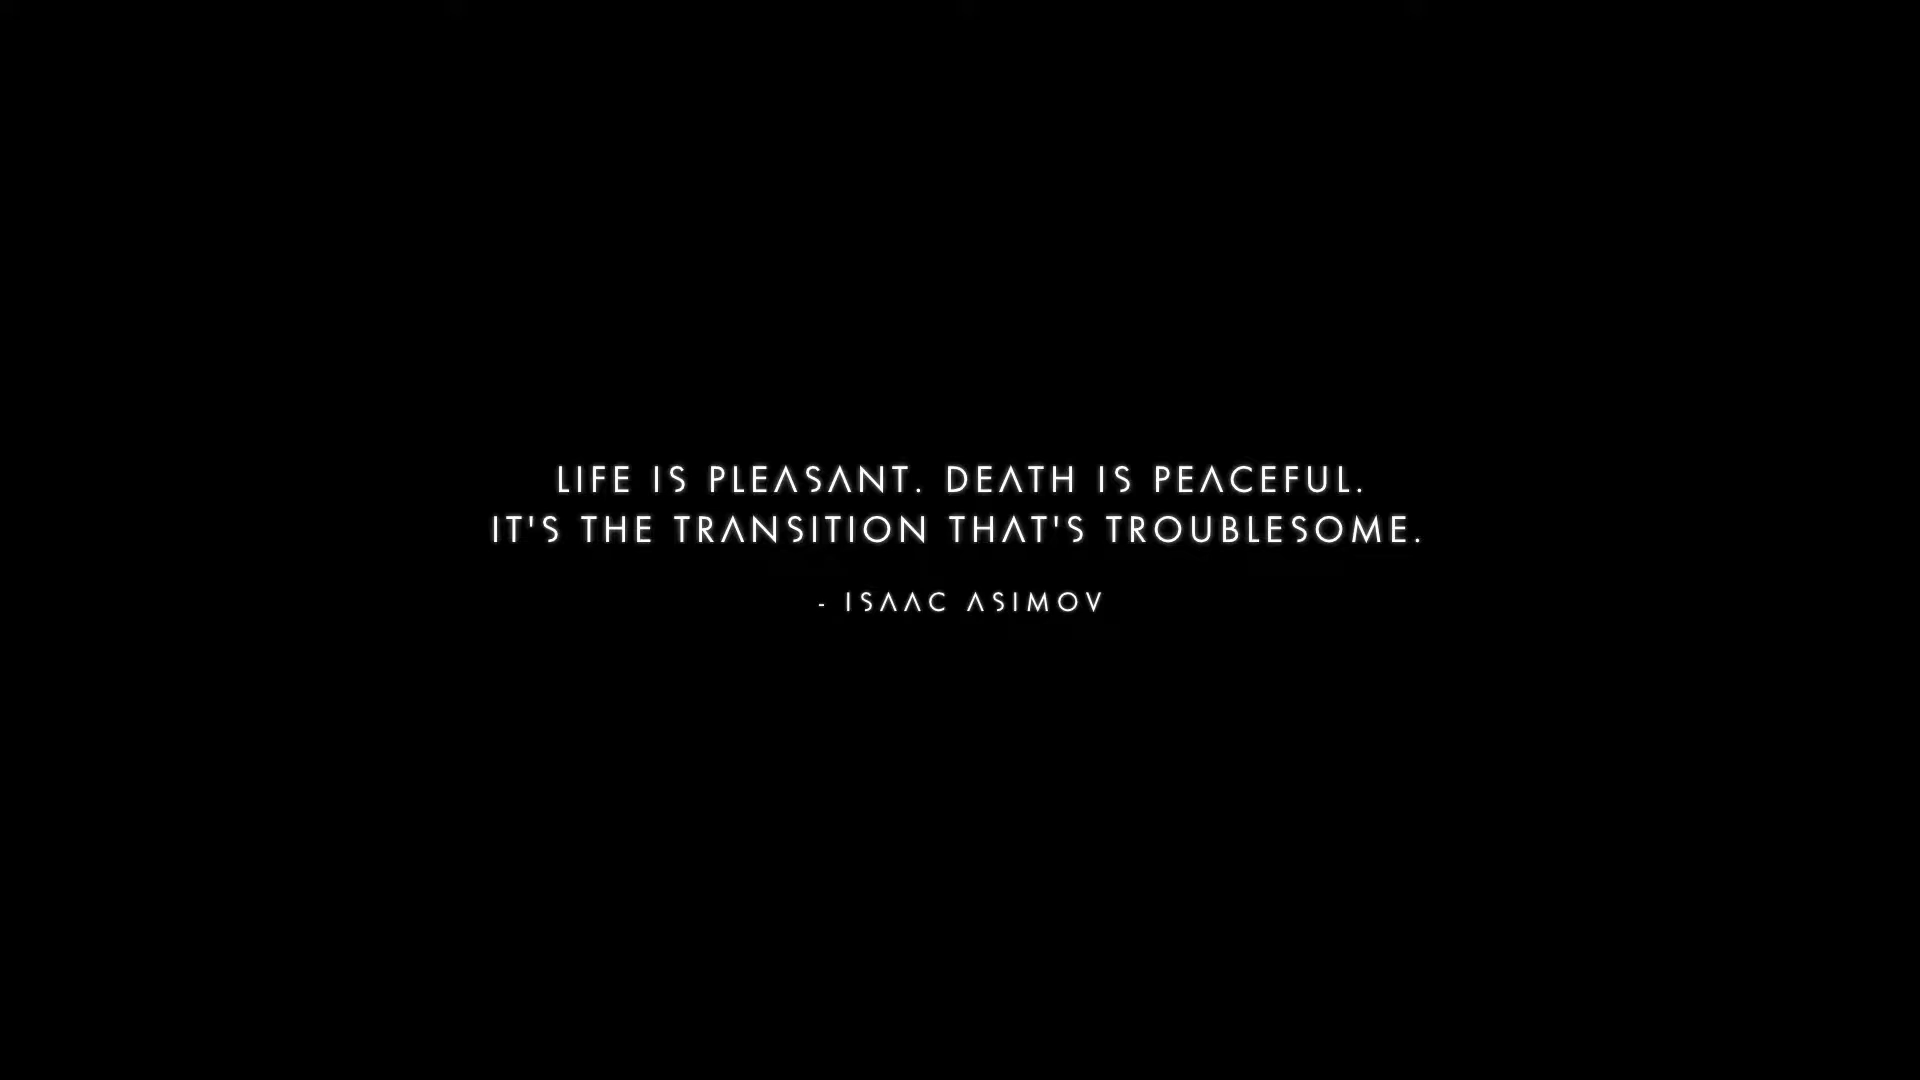 LIFE IS PLEASANT. DEATH IS PEACEFUL.
IT'S THE TRANSITION THAT'S TROUBLESOME.
- ISAAC ASIMOV